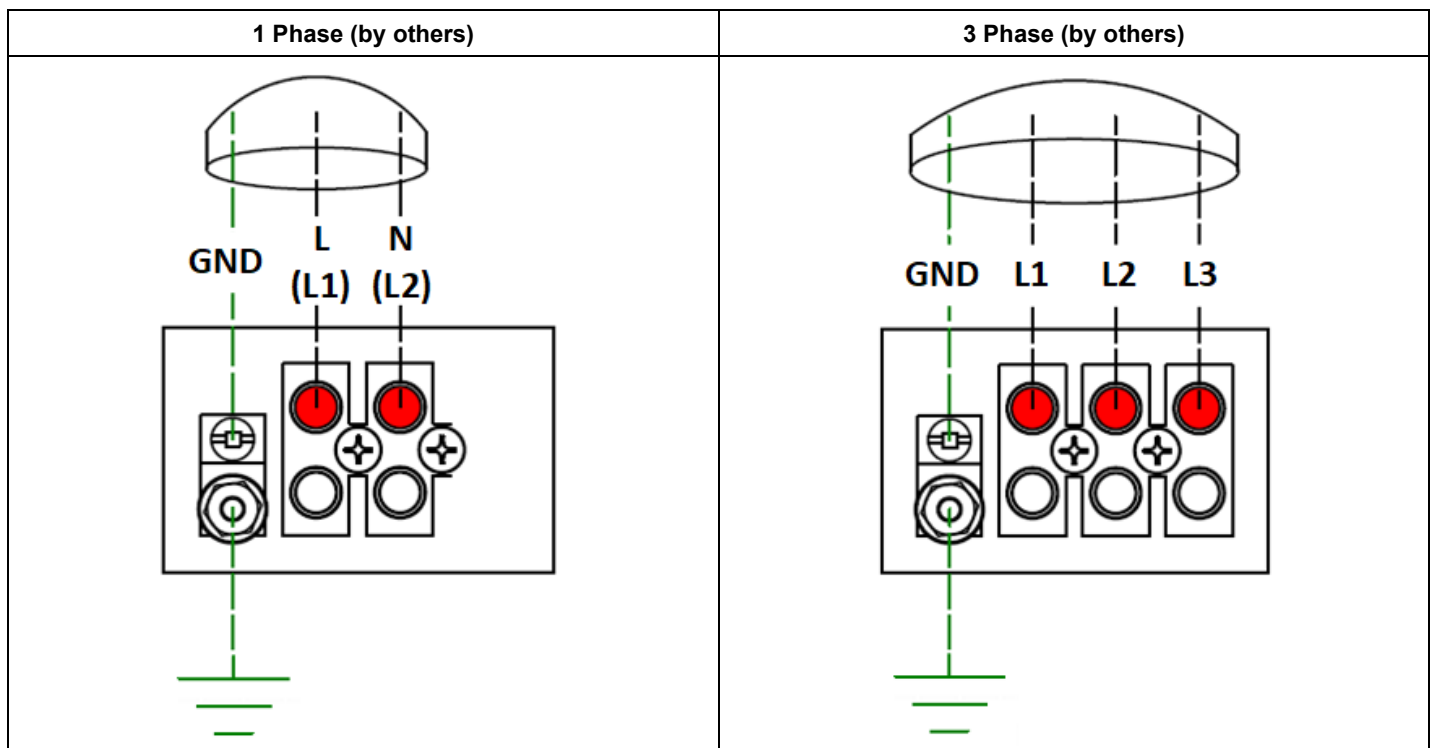 1 Phase (by others)
3 Phase (by others)
GND
L
(L1)
N
(L2)
GND
L1
L2
L3